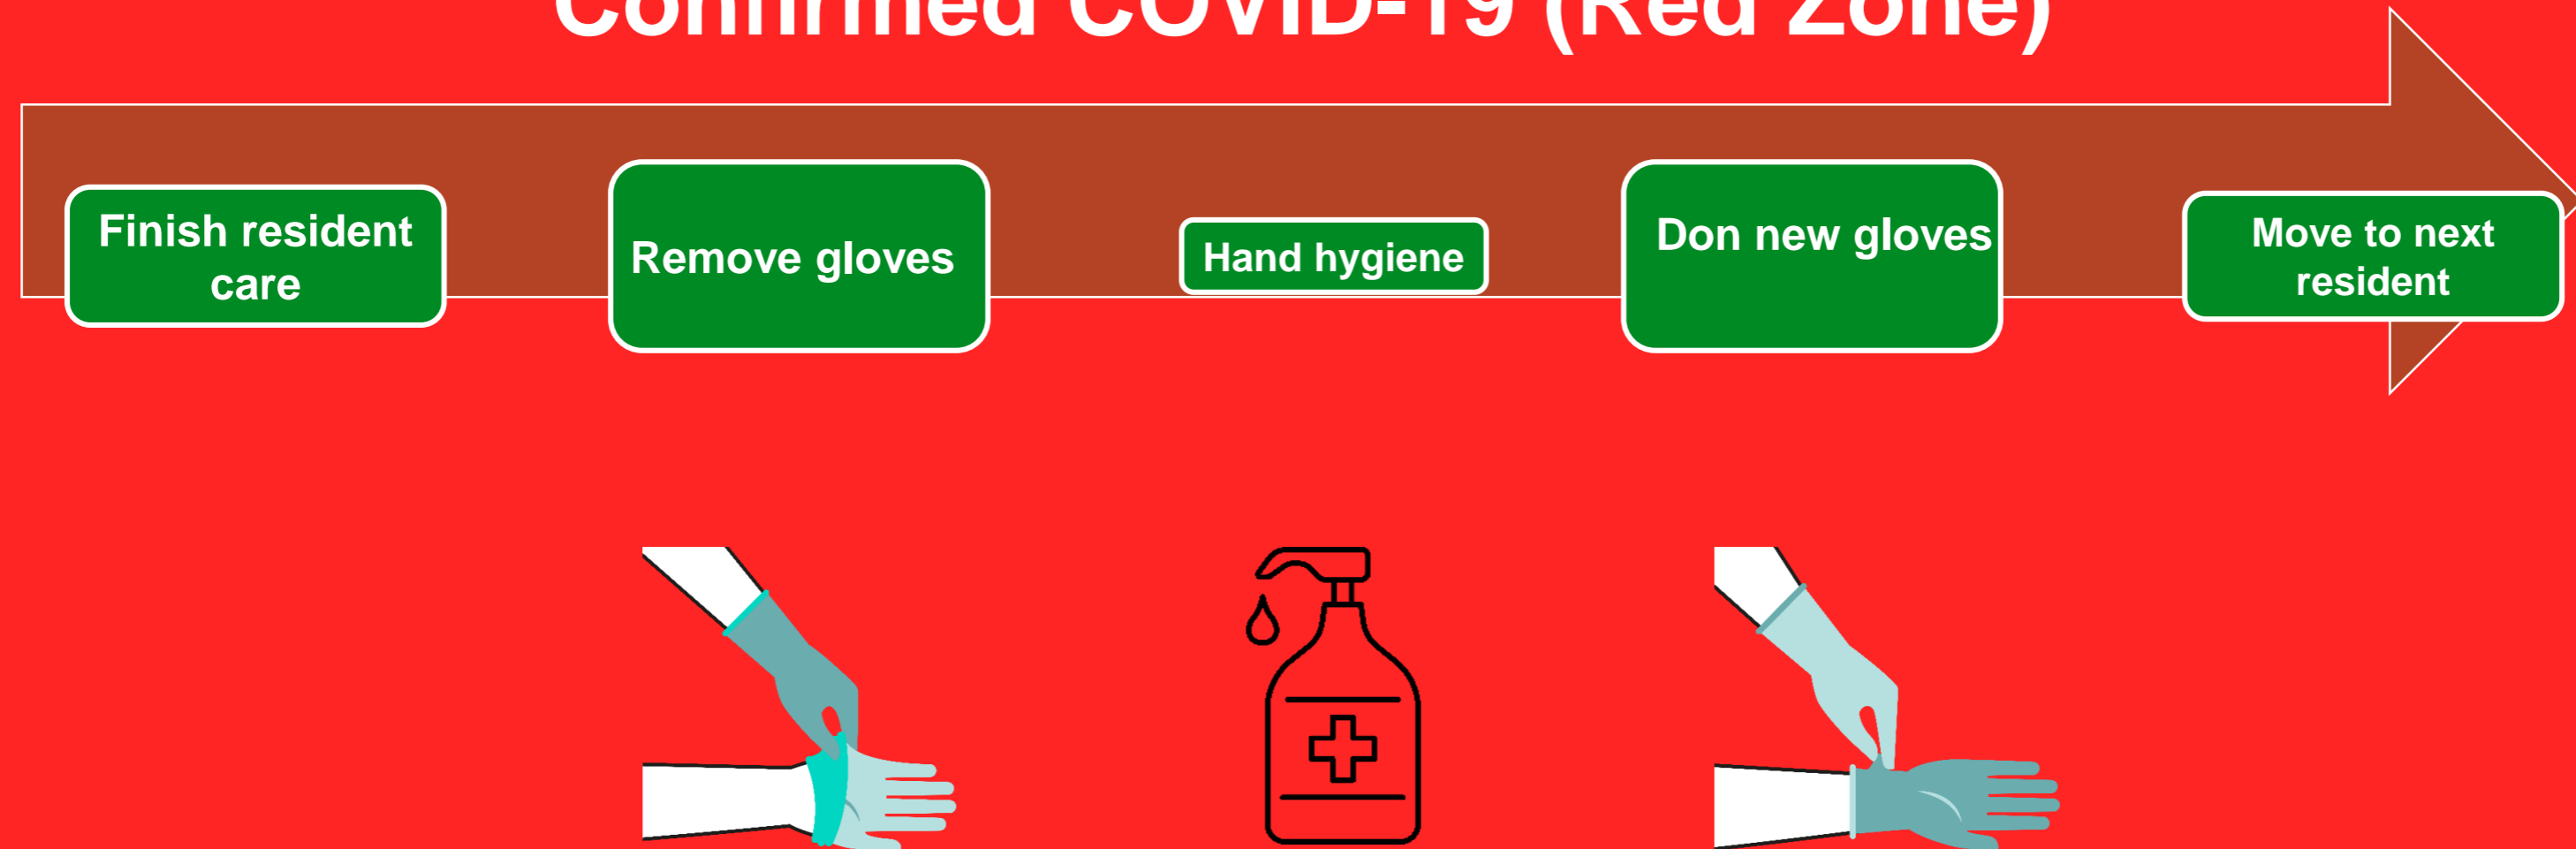 Confirmed COVID-19 (Red Zone)
Finish resident
care
Remove gloves
Hand hygiene
Don new gloves
Move to next
resident